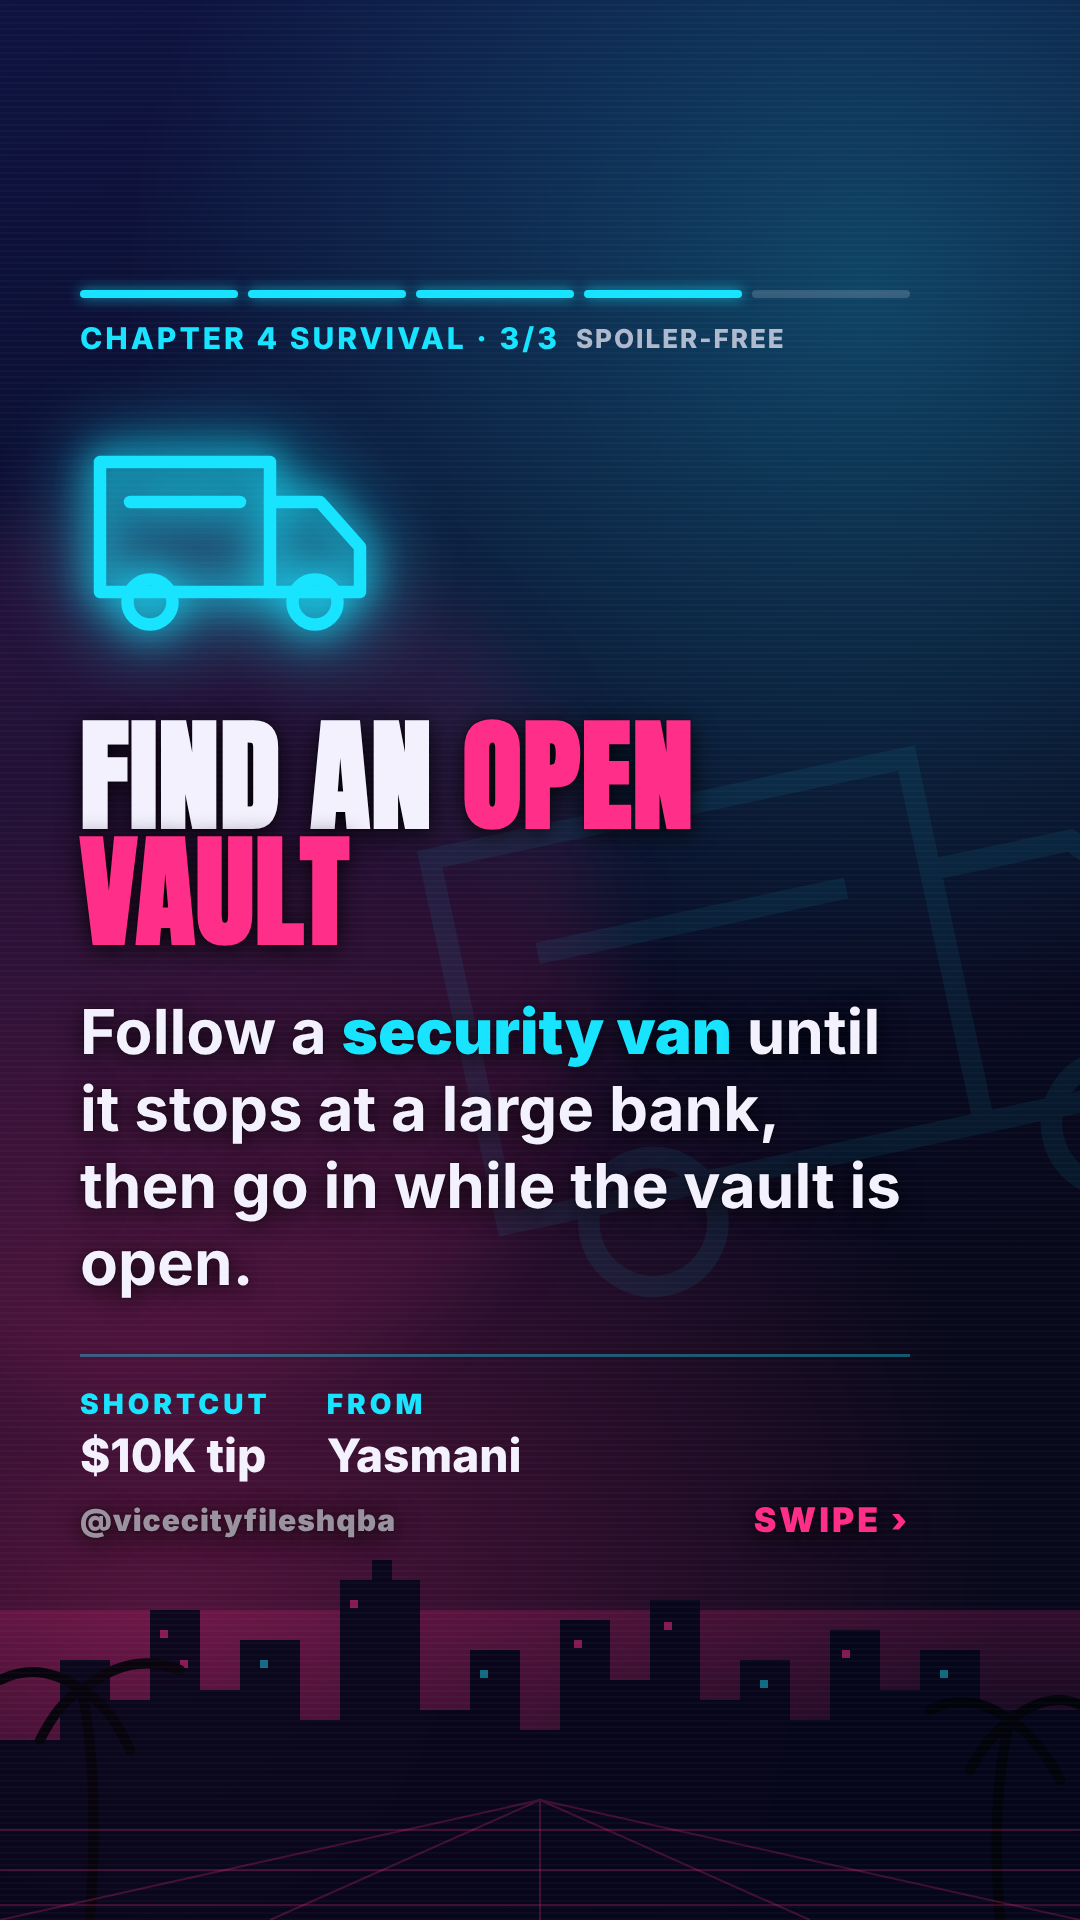 CHAPTER 4 SURVIVAL · 3/3 SPOILER-FREE
FIND AN OPEN
VAULT
Follow a security van until
it stops at a large bank,
then go in while the vault is
open.
SHORTCUT FROM
$10K tip Yasmani
@vicecityfileshqba SWIPE ›